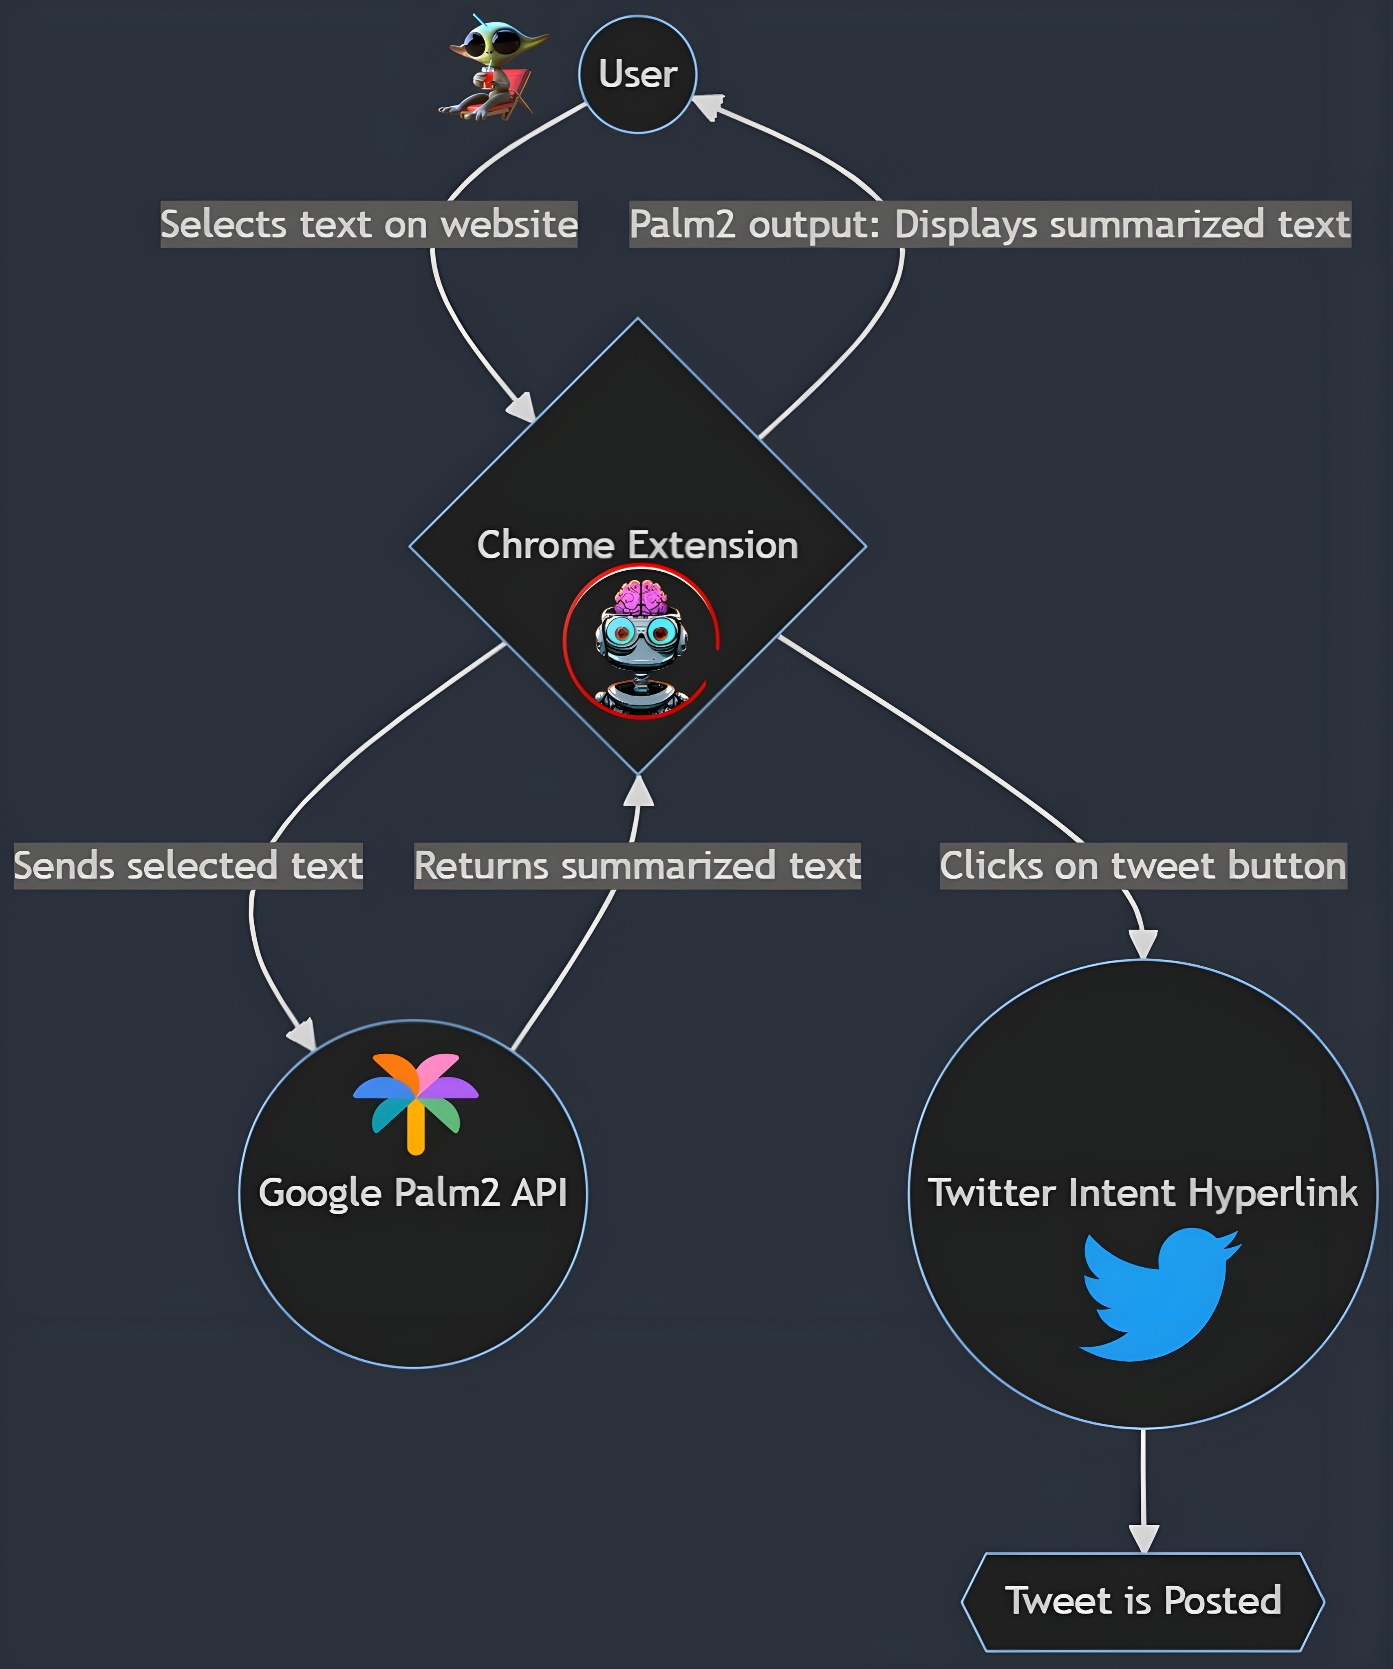 User
Selects text on website
Palm2 output: Displays summarized text
Chrome Extension
Sends selected text
Returns summarized text
Clicks on tweet button
Google Palm2 API
Twitter Intent Hyperlink
Tweet is Posted